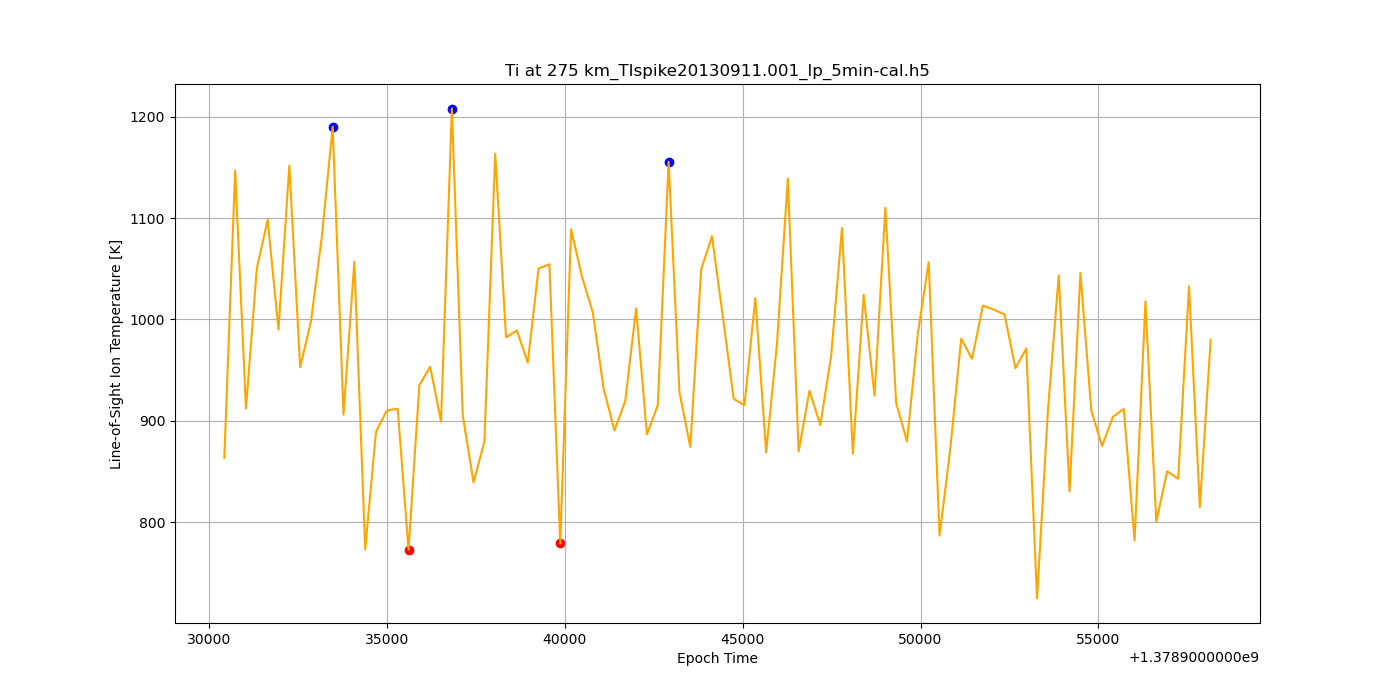 Ti at 275 km_TIspike20130911.001_lp_5min-cal.h5
Line-of-Sight Ion Temperature [K]
1200
1100
1000
900
800
30000 35000 40000 45000 50000 55000
Epoch Time
+1.3789000000e9